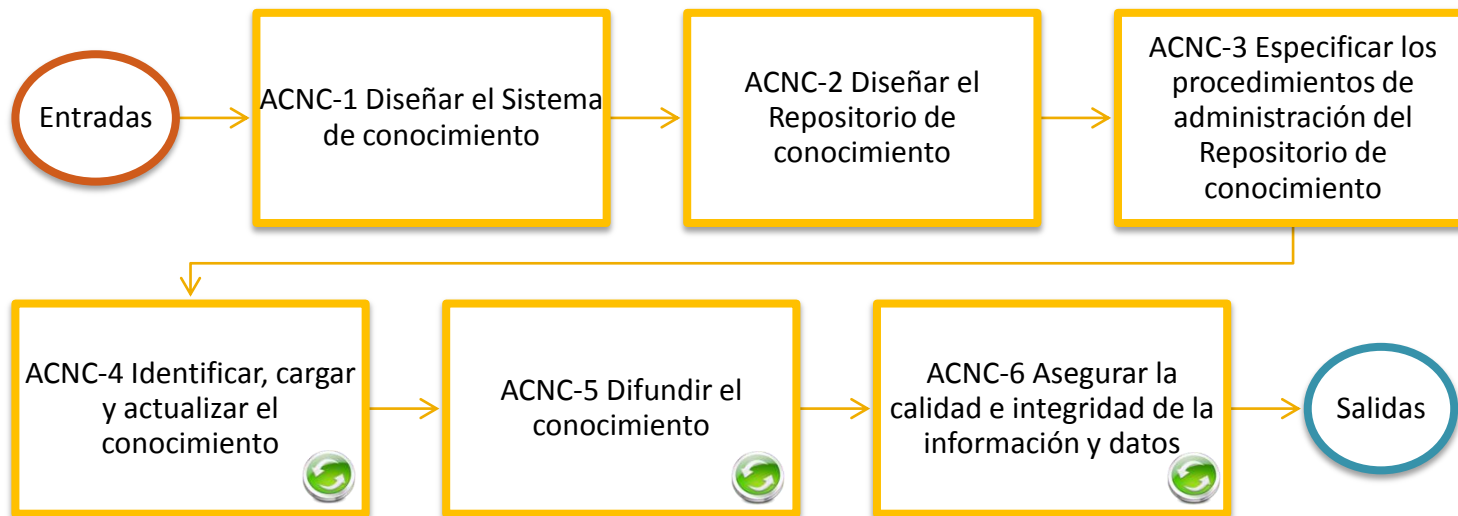 Entradas
ACNC-1 Diseñar el Sistema
de conocimiento
ACNC-2 Diseñar el
Repositorio de
conocimiento
ACNC-3 Especificar los
procedimientos de
administración del
Repositorio de
conocimiento
ACNC-4 Identificar, cargar
y actualizar el
conocimiento
ACNC-5 Difundir el
conocimiento
ACNC-6 Asegurar la
calidad e integridad de la
información y datos
Salidas